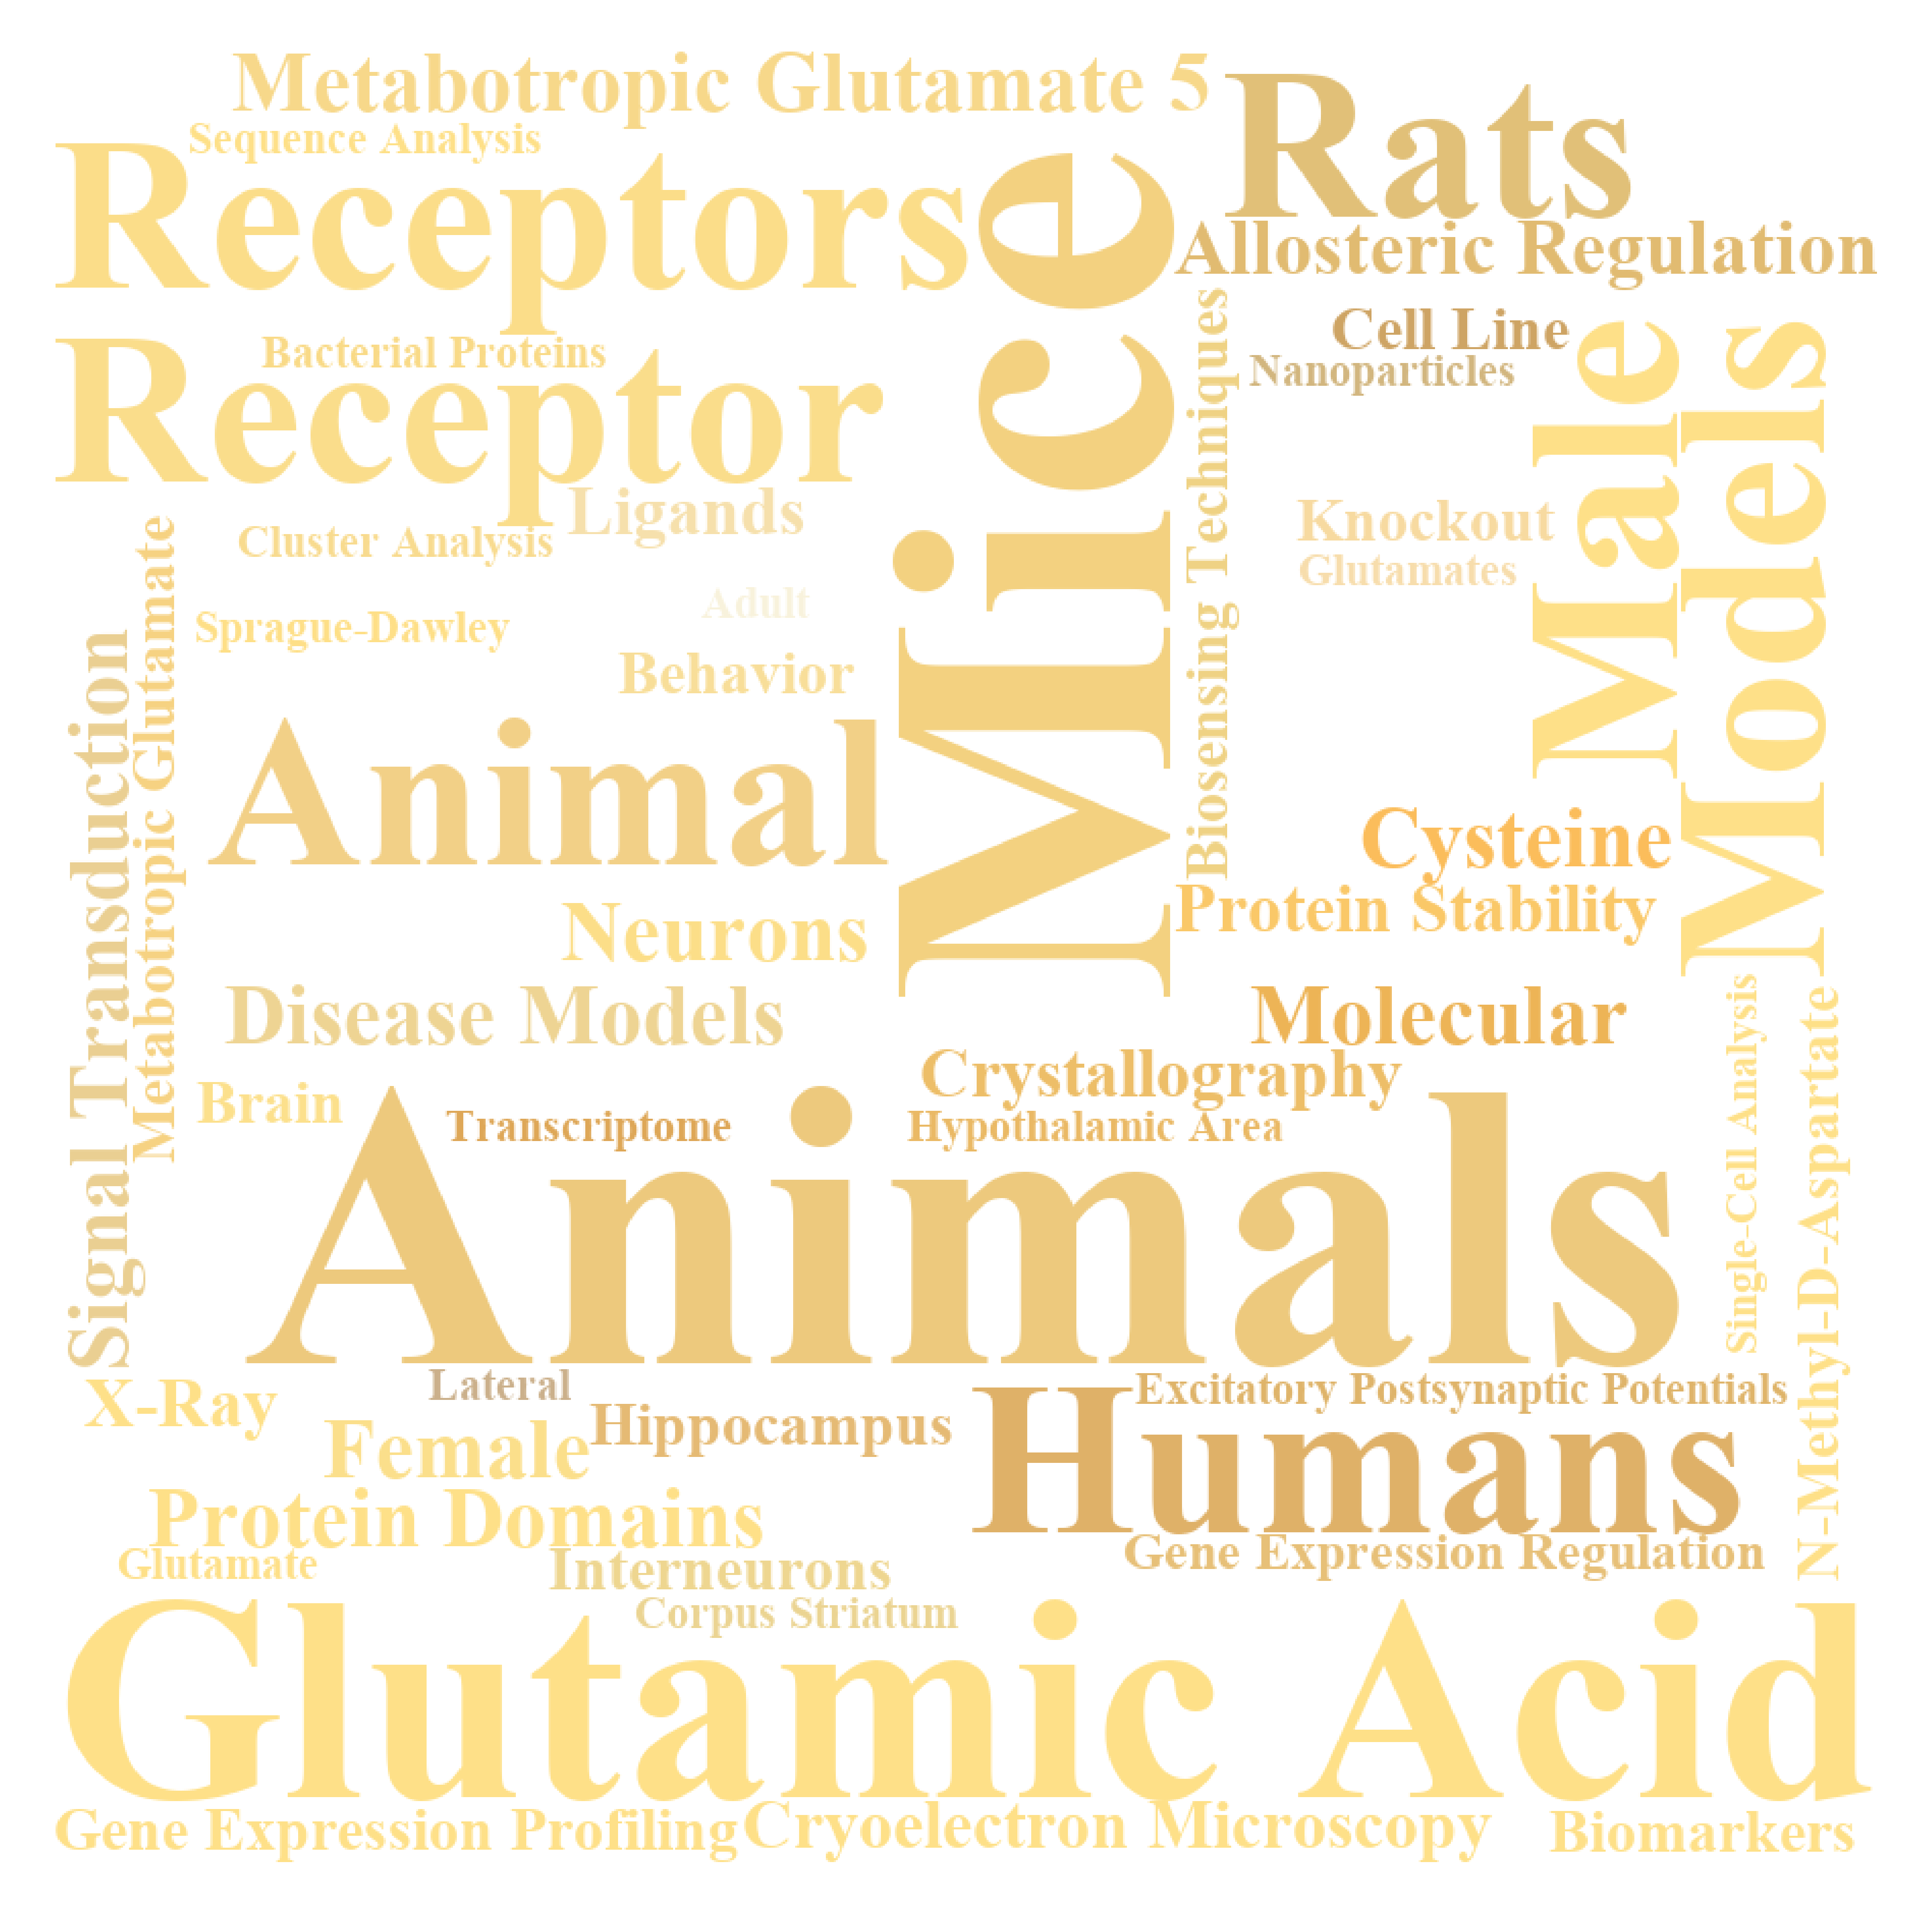 Metabotropic Glutamate 5
Rats
Sequence Analysis
Receptors
Mice
Allosteric Regulation
Bacterial Proteins
Cell Line
Nanoparticles
Receptor
Biosensing Techniques
Male
Models
Ligands
Knockout
Cluster Analysis
Glutamates
Metabotropic Glutamate
Adult
Sprague-Dawley
Signal Transduction
Behavior
Animal
Cysteine
Neurons
Protein Stability
Disease Models
Molecular
Crystallography
Brain
Transcriptome
Hypothalamic Area
Single-Cell Analysis
N-Methyl-D-Aspartate
Animals
X-Ray
Lateral
Excitatory Postsynaptic Potentials
Hippocampus
Female
Humans
Protein Domains
Gene Expression Regulation
Glutamate
Interneurons
Corpus Striatum
Glutamic Acid
Gene Expression Profiling
Cryoelectron Microscopy
Biomarkers